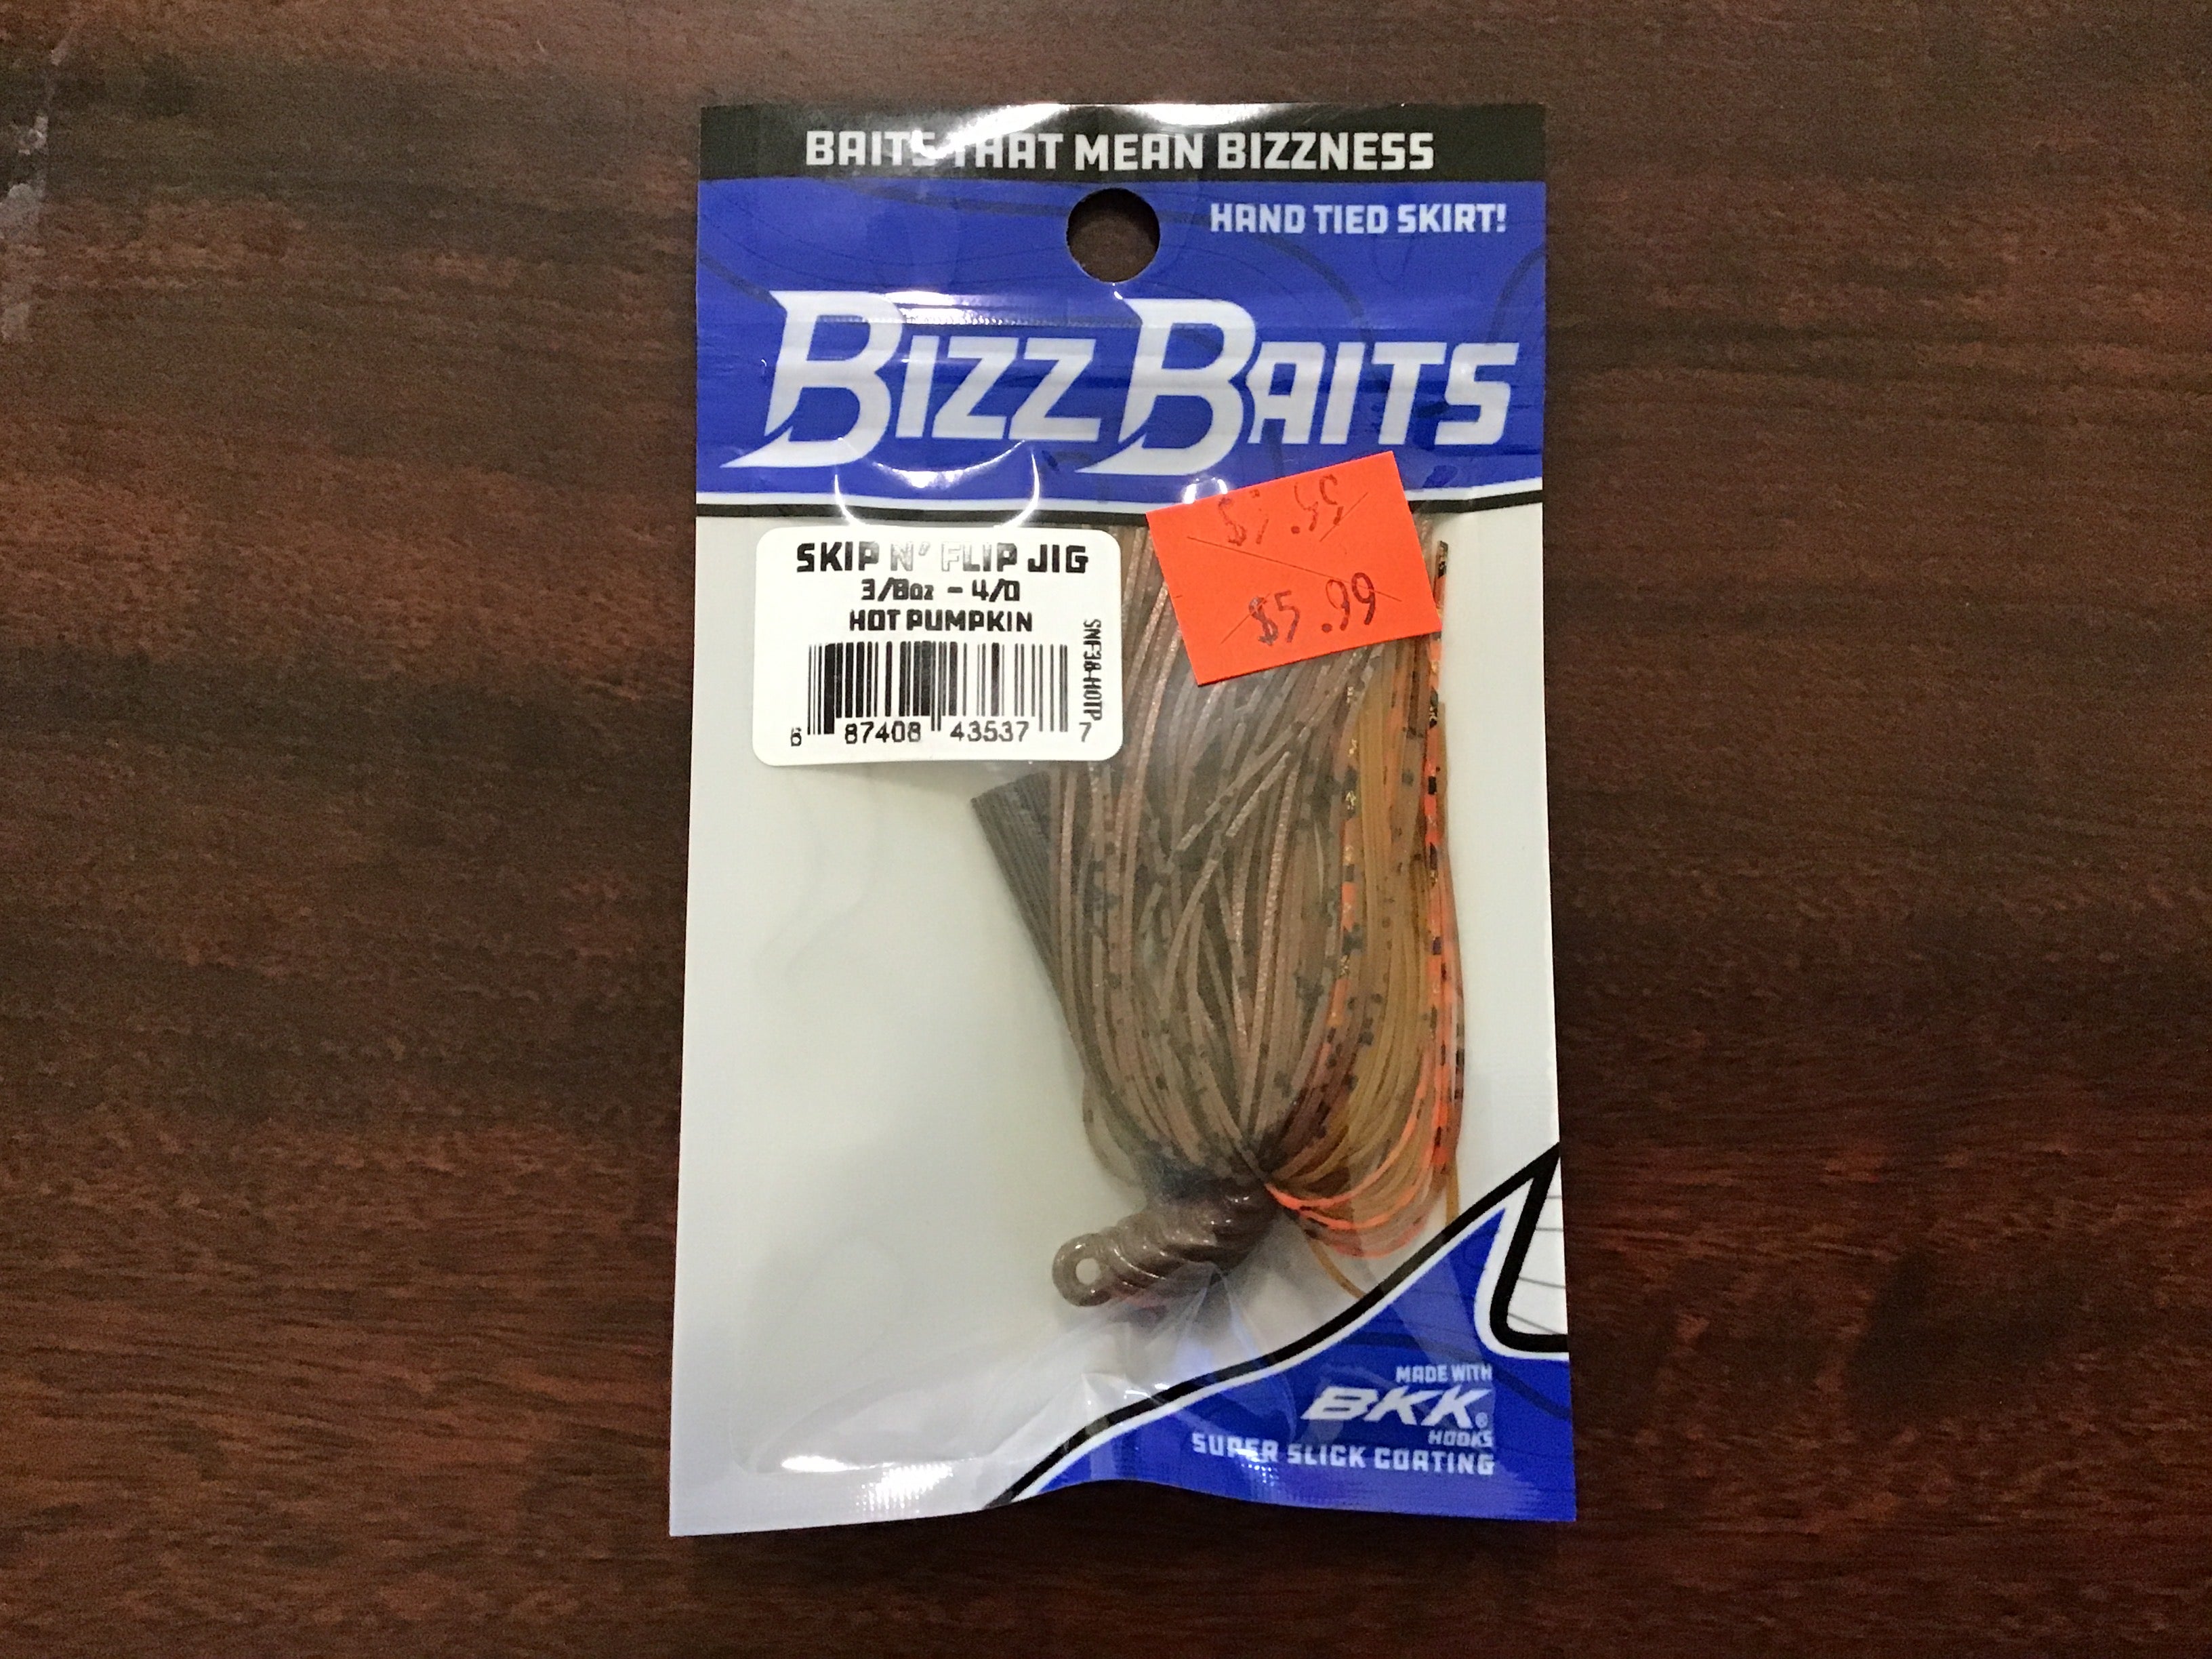 BAITS THAT MEAN BIZZNESS
HAND TIED SKIRT!
BIZZ BAITS
SKIP N' FLIP JIG
3/8oz - 4/0
HOT PUMPKIN
SNF38-HOTP
6 87408 43537 7
$5.99
MADE WITH
BKK®
HOOKS
SUPER SLICK COATING